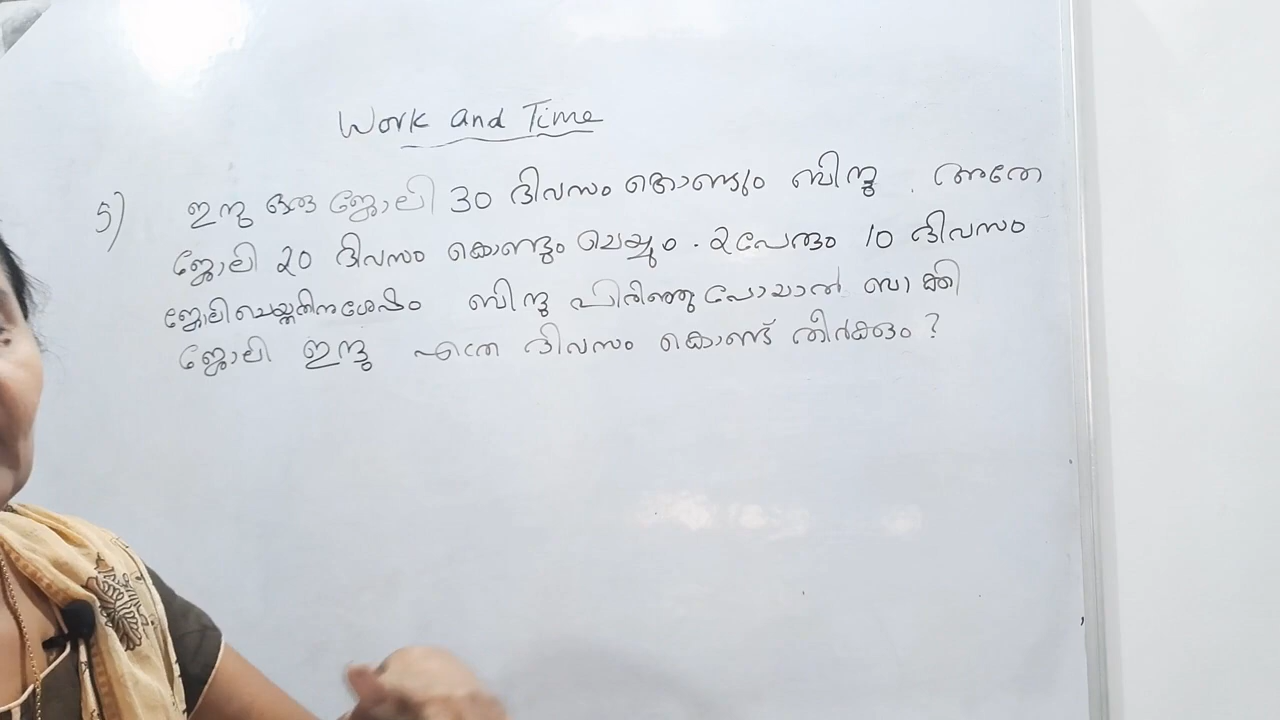 Work and Time
5) ഇന്ദു ഒരു ജോലി 30 ദിവസം കൊണ്ടും ബിന്ദു. അതേ
ജോലി 20 ദിവസം കൊണ്ടും ചെയ്യും. 2പേരും 10 ദിവസം
ജോലി ചെയ്തതിനുശേഷം ബിന്ദു പിരിഞ്ഞു പോയാൽ ബാക്കി
ജോലി ഇന്ദു എത്ര ദിവസം കൊണ്ട് തീർക്കും?